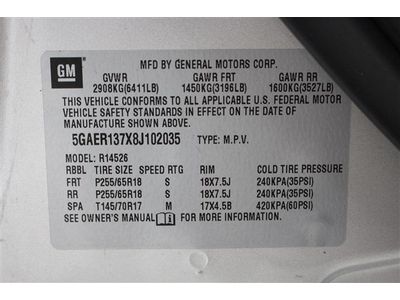 GM
MFD BY GENERAL MOTORS CORP.
GVWR GAWR FRT GAWR RR
2908KG(6411LB) 1450KG(3196LB) 1600KG(3527LB)
THIS VEHICLE CONFORMS TO ALL APPLICABLE U.S. FEDERAL MOTOR
VEHICLE SAFETY STANDARDS IN EFFECT ON THE DATE OF
MANUFACTURE SHOWN ABOVE.
5GAER137X8J102035 TYPE: M.P.V.
MODEL: R14526
RBBL TIRE SIZE SPEED RTG RIM COLD TIRE PRESSURE
FRT P255/65R18 S 18X7.5J 240KPA(35PSI)
RR P255/65R18 S 18X7.5J 240KPA(35PSI)
SPA T145/70R17 M 17X4.5B 420KPA(60PSI)
SEE OWNER'S MANUAL FOR MORE INFORMATION.